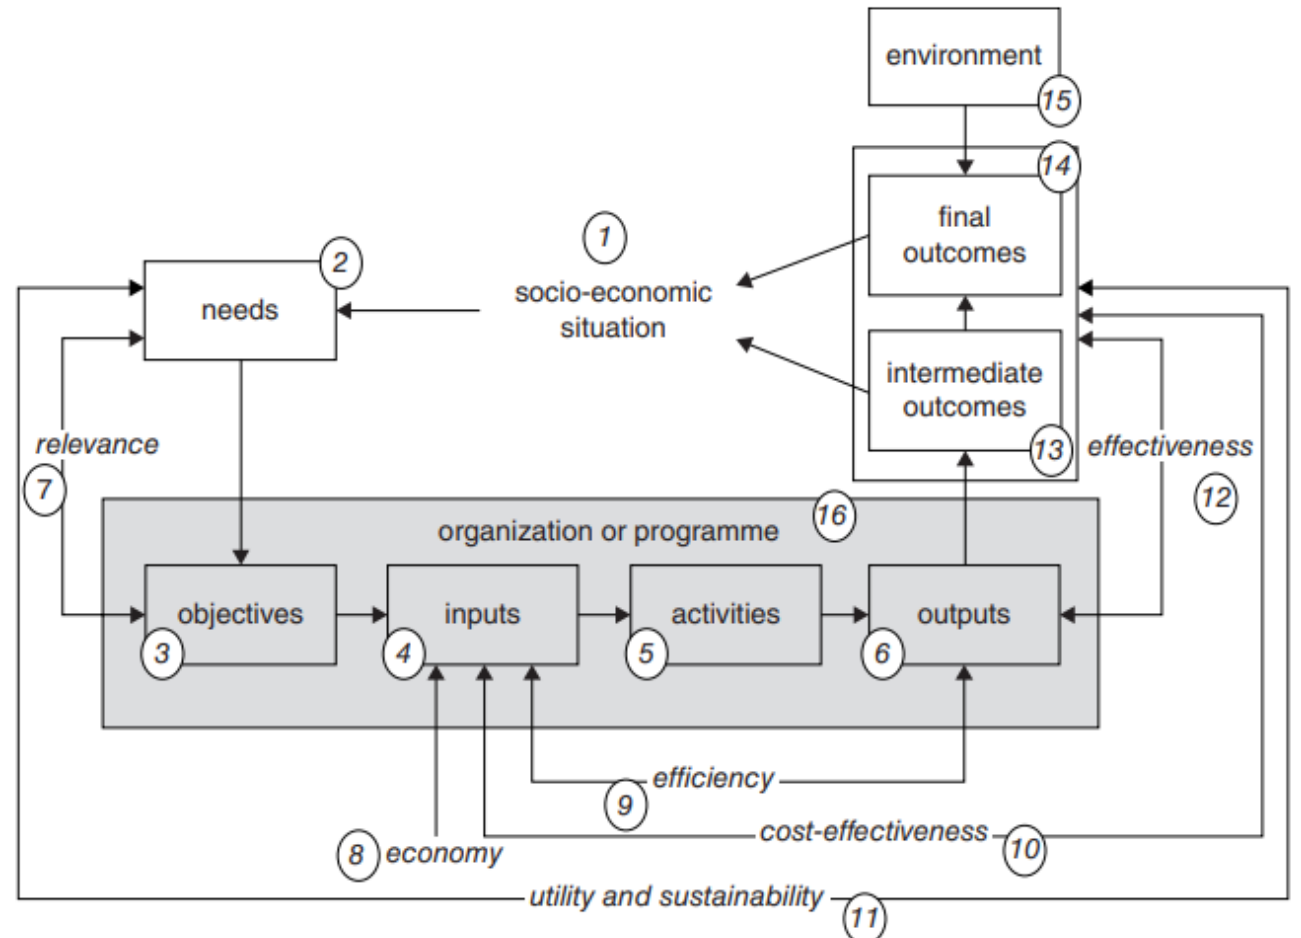 environment
15
14
final
outcomes
1
socio-economic
situation
2
needs
intermediate
outcomes
13
relevance
7
effectiveness
12
16
organization or programme
objectives
3
inputs
4
activities
5
outputs
6
efficiency
9
cost-effectiveness
10
8
economy
utility and sustainability
11